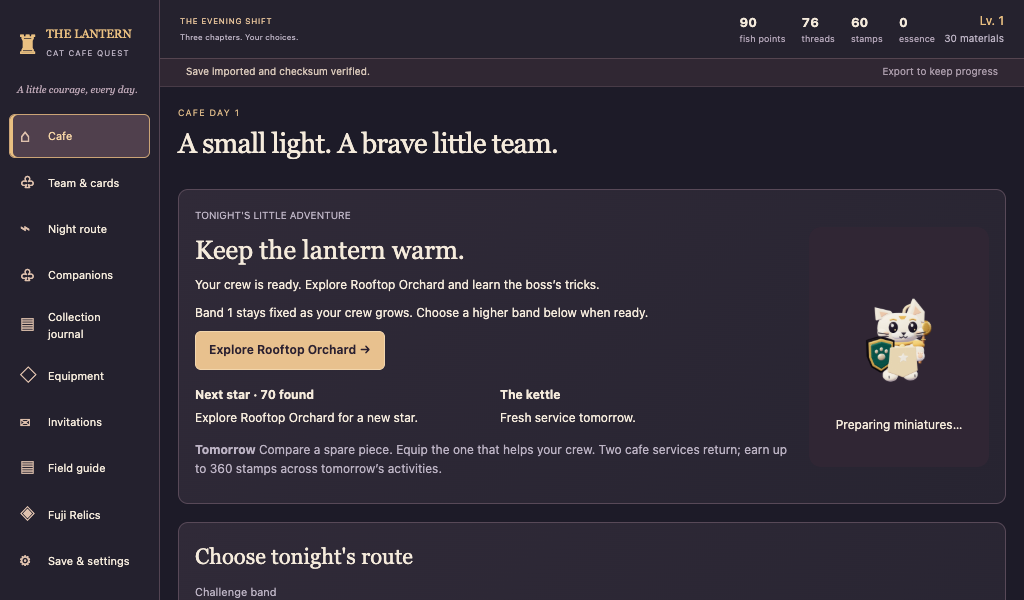 THE LANTERN
CAT CAFE QUEST
A little courage, every day.
Cafe
Team & cards
Night route
Companions
Collection
journal
Equipment
Invitations
Field guide
Fuji Relics
Save & settings
THE EVENING SHIFT
Three chapters. Your choices.
90
fish points
76
threads
60
stamps
0
essence
Lv. 1
30 materials
Save imported and checksum verified.
Export to keep progress
CAFE DAY 1
A small light. A brave little team.
TONIGHT'S LITTLE ADVENTURE
Keep the lantern warm.
Your crew is ready. Explore Rooftop Orchard and learn the boss’s tricks.
Band 1 stays fixed as your crew grows. Choose a higher band below when ready.
Explore Rooftop Orchard →
Next star · 70 found
Explore Rooftop Orchard for a new star.
The kettle
Fresh service tomorrow.
Tomorrow Compare a spare piece. Equip the one that helps your crew. Two cafe services return; earn up
to 360 stamps across tomorrow’s activities.
Preparing miniatures…
Choose tonight's route
Challenge band